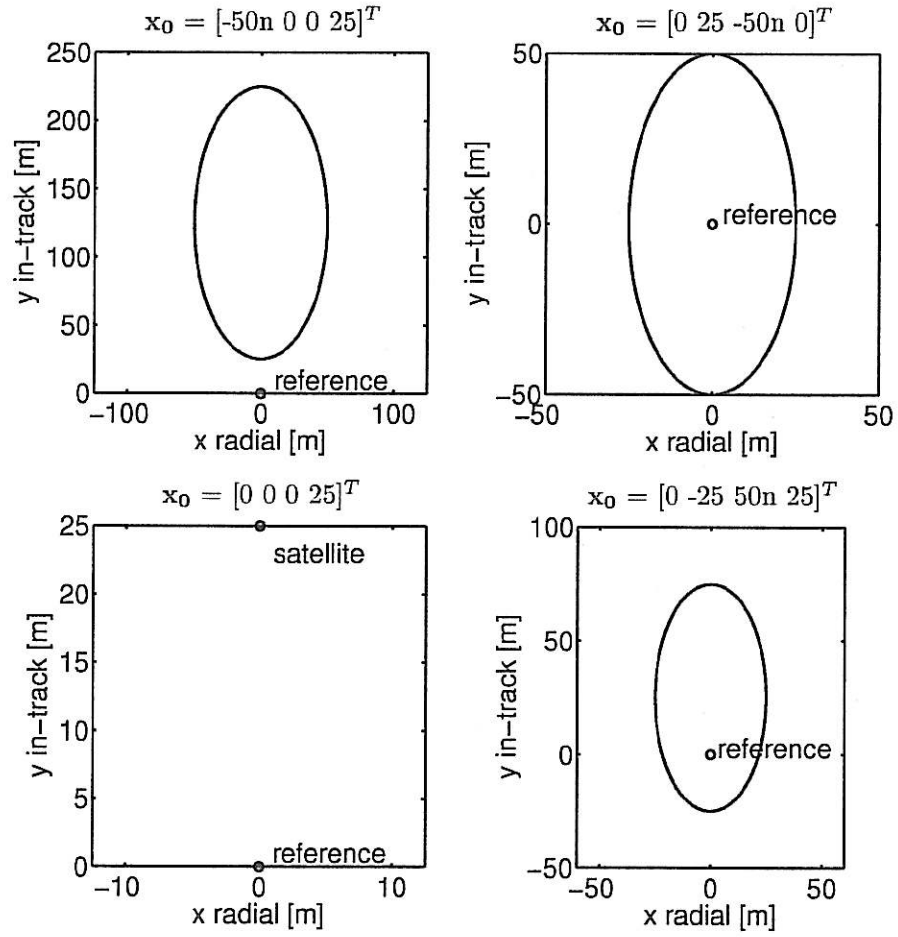 x₀ = [-50n 0 0 25]ᵀ
250
200
150
100
50
0
y in-track [m]
reference
−100
0
100
x radial [m]
x₀ = [0 25 -50n 0]ᵀ
50
0
−50
y in-track [m]
reference
−50
0
50
x radial [m]
x₀ = [0 0 0 25]ᵀ
25
20
15
10
5
0
y in-track [m]
satellite
reference
−10
0
10
x radial [m]
x₀ = [0 -25 50n 25]ᵀ
100
50
0
−50
y in-track [m]
reference
−50
0
50
x radial [m]